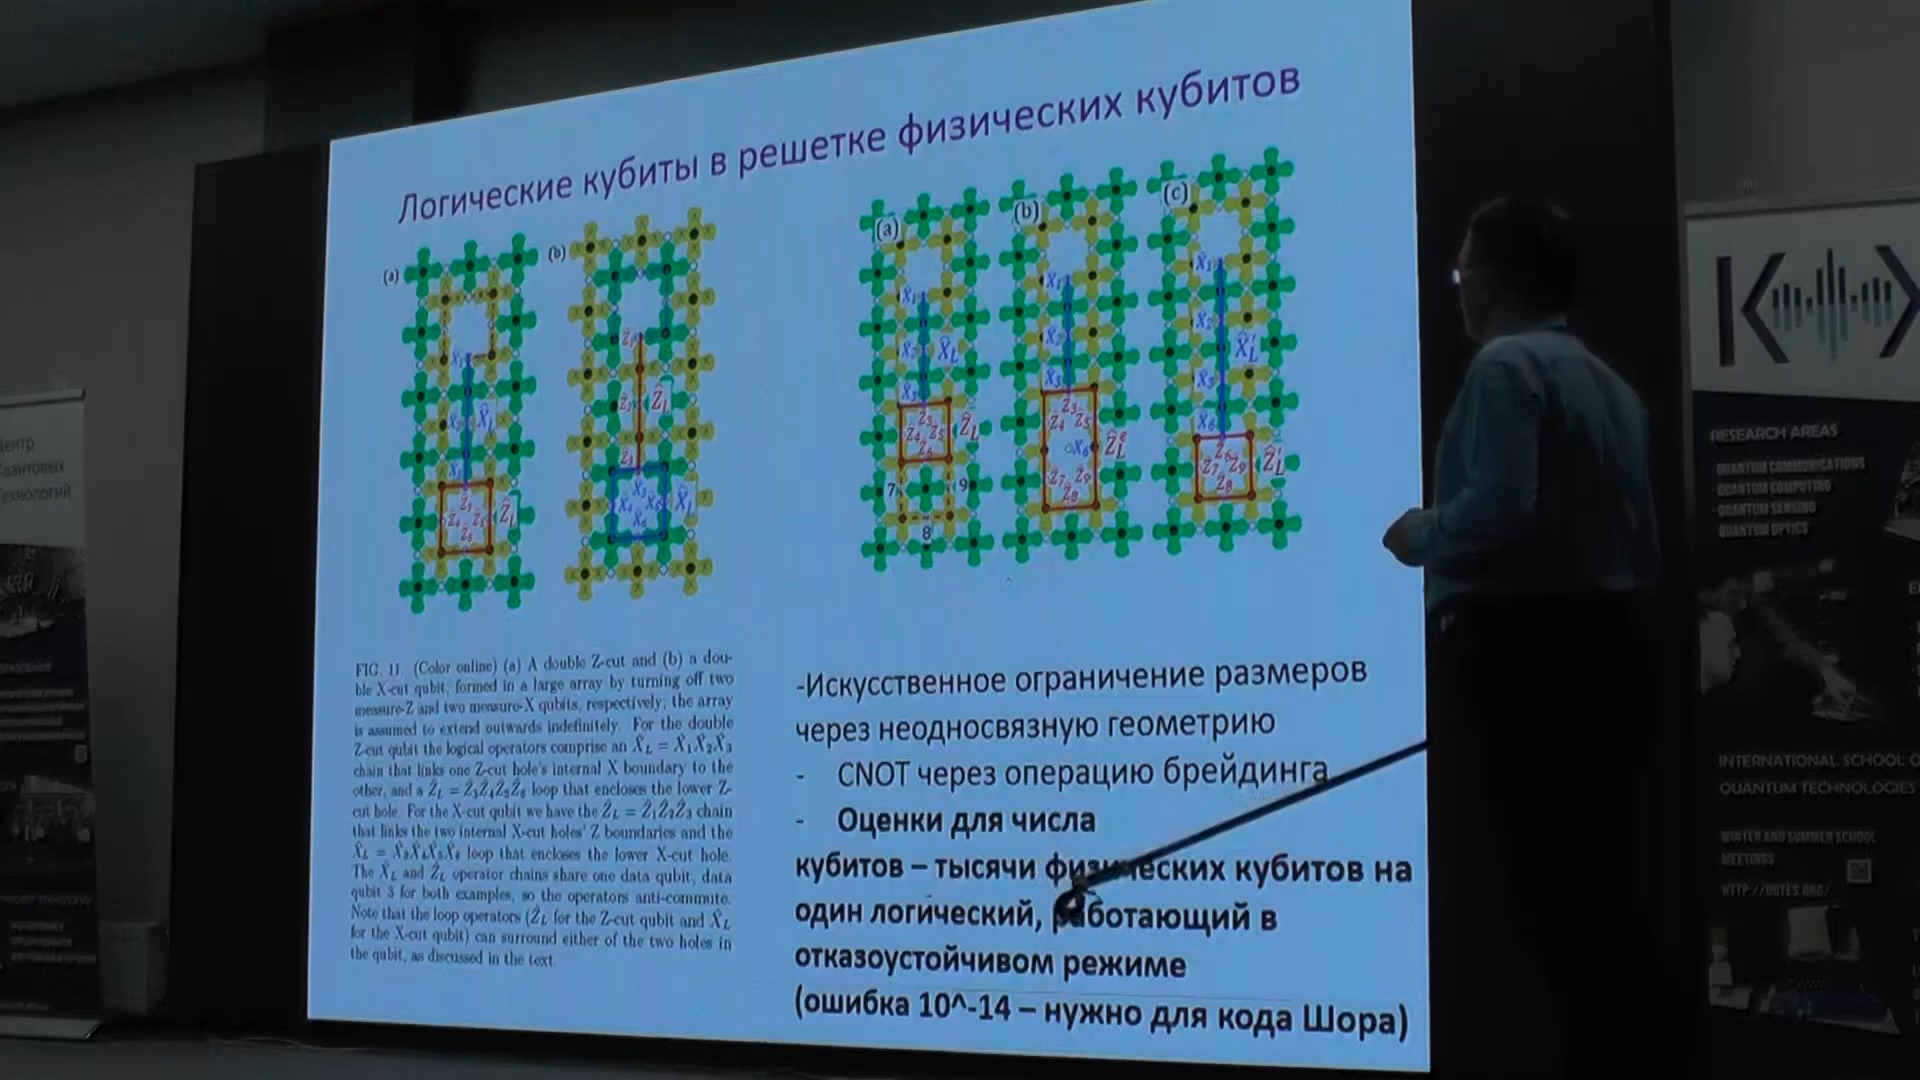 Логические кубиты в решетке физических кубитов
(a)
(b)
(a)
(b)
(c)
7
9
8
FIG. 11. (Color online) (a) A double Z-cut and (b) a dou-
ble X-cut qubit, formed in a large array by turning off two
measure-Z and two measure-X qubits, respectively; the array
is assumed to extend outwards indefinitely. For the double
Z-cut qubit the logical operators comprise an X̂L = X̂1X̂2X̂3
chain that links one Z-cut hole's internal X boundary to the
other, and a ẐL = Ẑ3Ẑ4Ẑ5Ẑ6 loop that encloses the lower Z-
cut hole. For the X-cut qubit we have the ẐL = Ẑ1Ẑ2Ẑ3 chain
that links the two internal X-cut holes' Z boundaries and the
X̂L = X̂3X̂4X̂5X̂6 loop that encloses the lower X-cut hole.
The X̂L and ẐL operator chains share one data qubit, data
qubit 3 for both examples, so the operators anti-commute.
Note that the loop operators (ẐL for the Z-cut qubit and X̂L
for the X-cut qubit) can surround either of the two holes in
the qubit, as discussed in the text.
-Искусственное ограничение размеров
через неодносвязную геометрию
- CNOT через операцию брейдинга
- Оценки для числа
кубитов – тысячи физических кубитов на
один логический, работающий в
отказоустойчивом режиме
(ошибка 10^-14 – нужно для кода Шора)
RESEARCH AREAS
QUANTUM COMMUNICATIONS
QUANTUM COMPUTING
QUANTUM SENSING
QUANTUM OPTICS
INTERNATIONAL SCHOOL
QUANTUM TECHNOLOGIES
WINTER AND SUMMER SCHOOL
MEETINGS